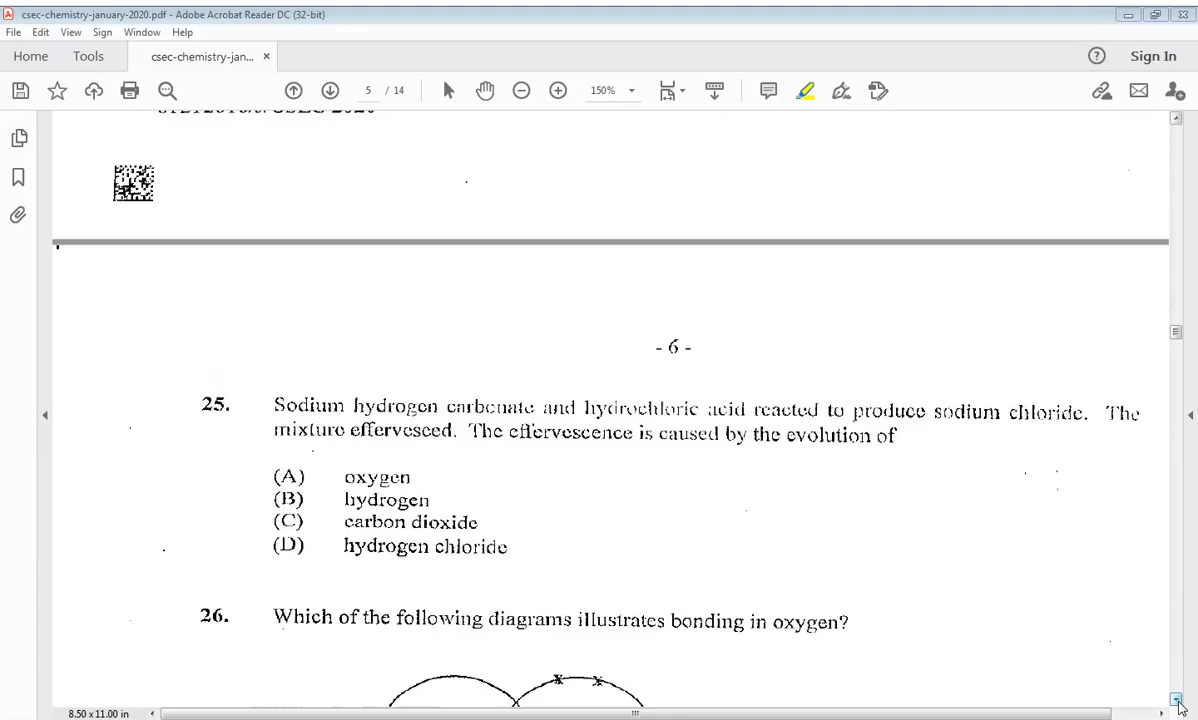 csec-chemistry-january-2020.pdf - Adobe Acrobat Reader DC (32-bit)
File Edit View Sign Window Help
Home Tools csec-chemistry-jan... × Sign In
5 / 14 150%
- 6 -
25. Sodium hydrogen carbonate and hydrochloric acid reacted to produce sodium chloride. The
mixture effervesced. The effervescence is caused by the evolution of
(A) oxygen
(B) hydrogen
(C) carbon dioxide
(D) hydrogen chloride
26. Which of the following diagrams illustrates bonding in oxygen?
8.50 x 11.00 in